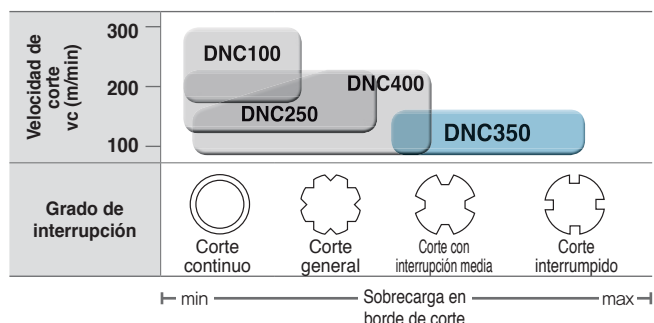 Velocidad de
corte
vc (m/min)
300
200
100
DNC100
DNC400
DNC250
DNC350
Grado de
interrupción
Corte
continuo
Corte
general
Corte con
interrupción media
Corte
interrumpido
min
Sobrecarga en
borde de corte
max